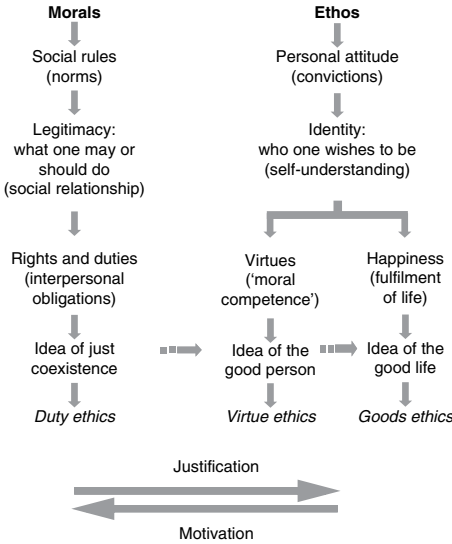 Morals
Social rules
(norms)
Legitimacy:
what one may or
should do
(social relationship)
Rights and duties
(interpersonal
obligations)
Idea of just
coexistence
Duty ethics
Ethos
Personal attitude
(convictions)
Identity:
who one wishes to be
(self-understanding)
Virtues
(‘moral
competence’)
Idea of the
good person
Virtue ethics
Happiness
(fulfilment
of life)
Idea of the
good life
Goods ethics
Justification
Motivation